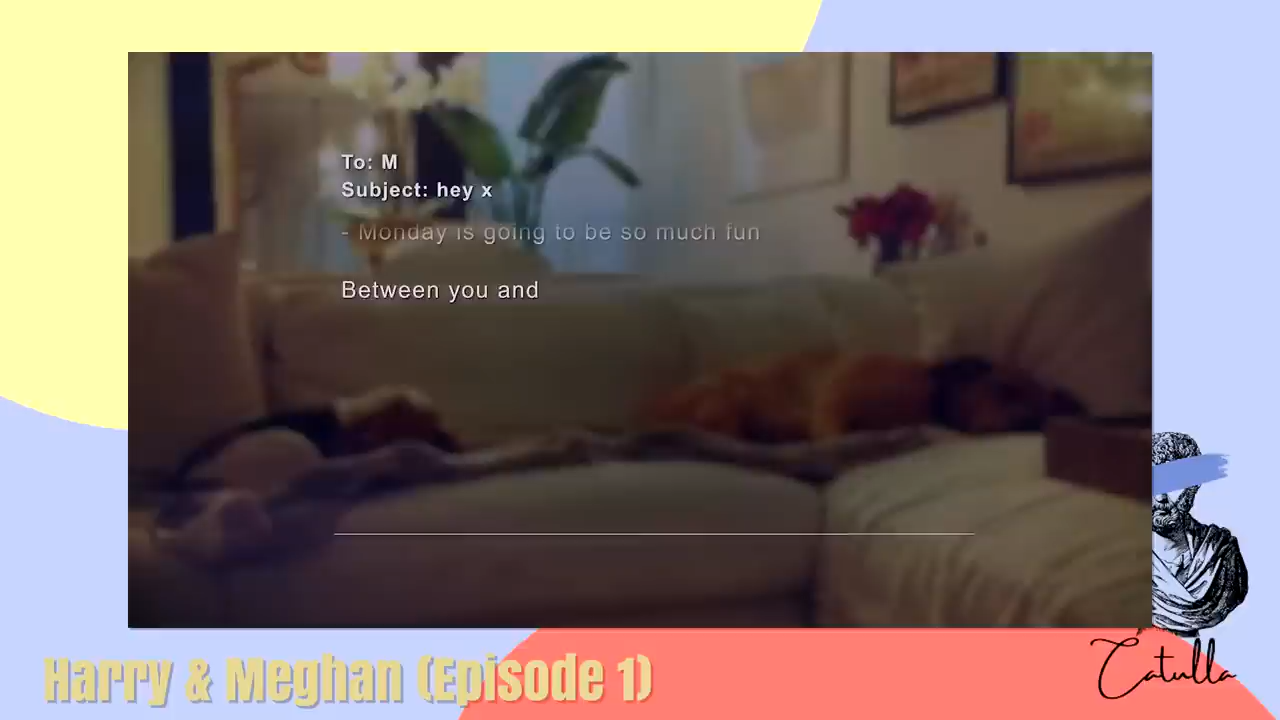 To: M
Subject: hey x
- Monday is going to be so much fun
Between you and
Harry & Meghan (Episode 1)
Catulla